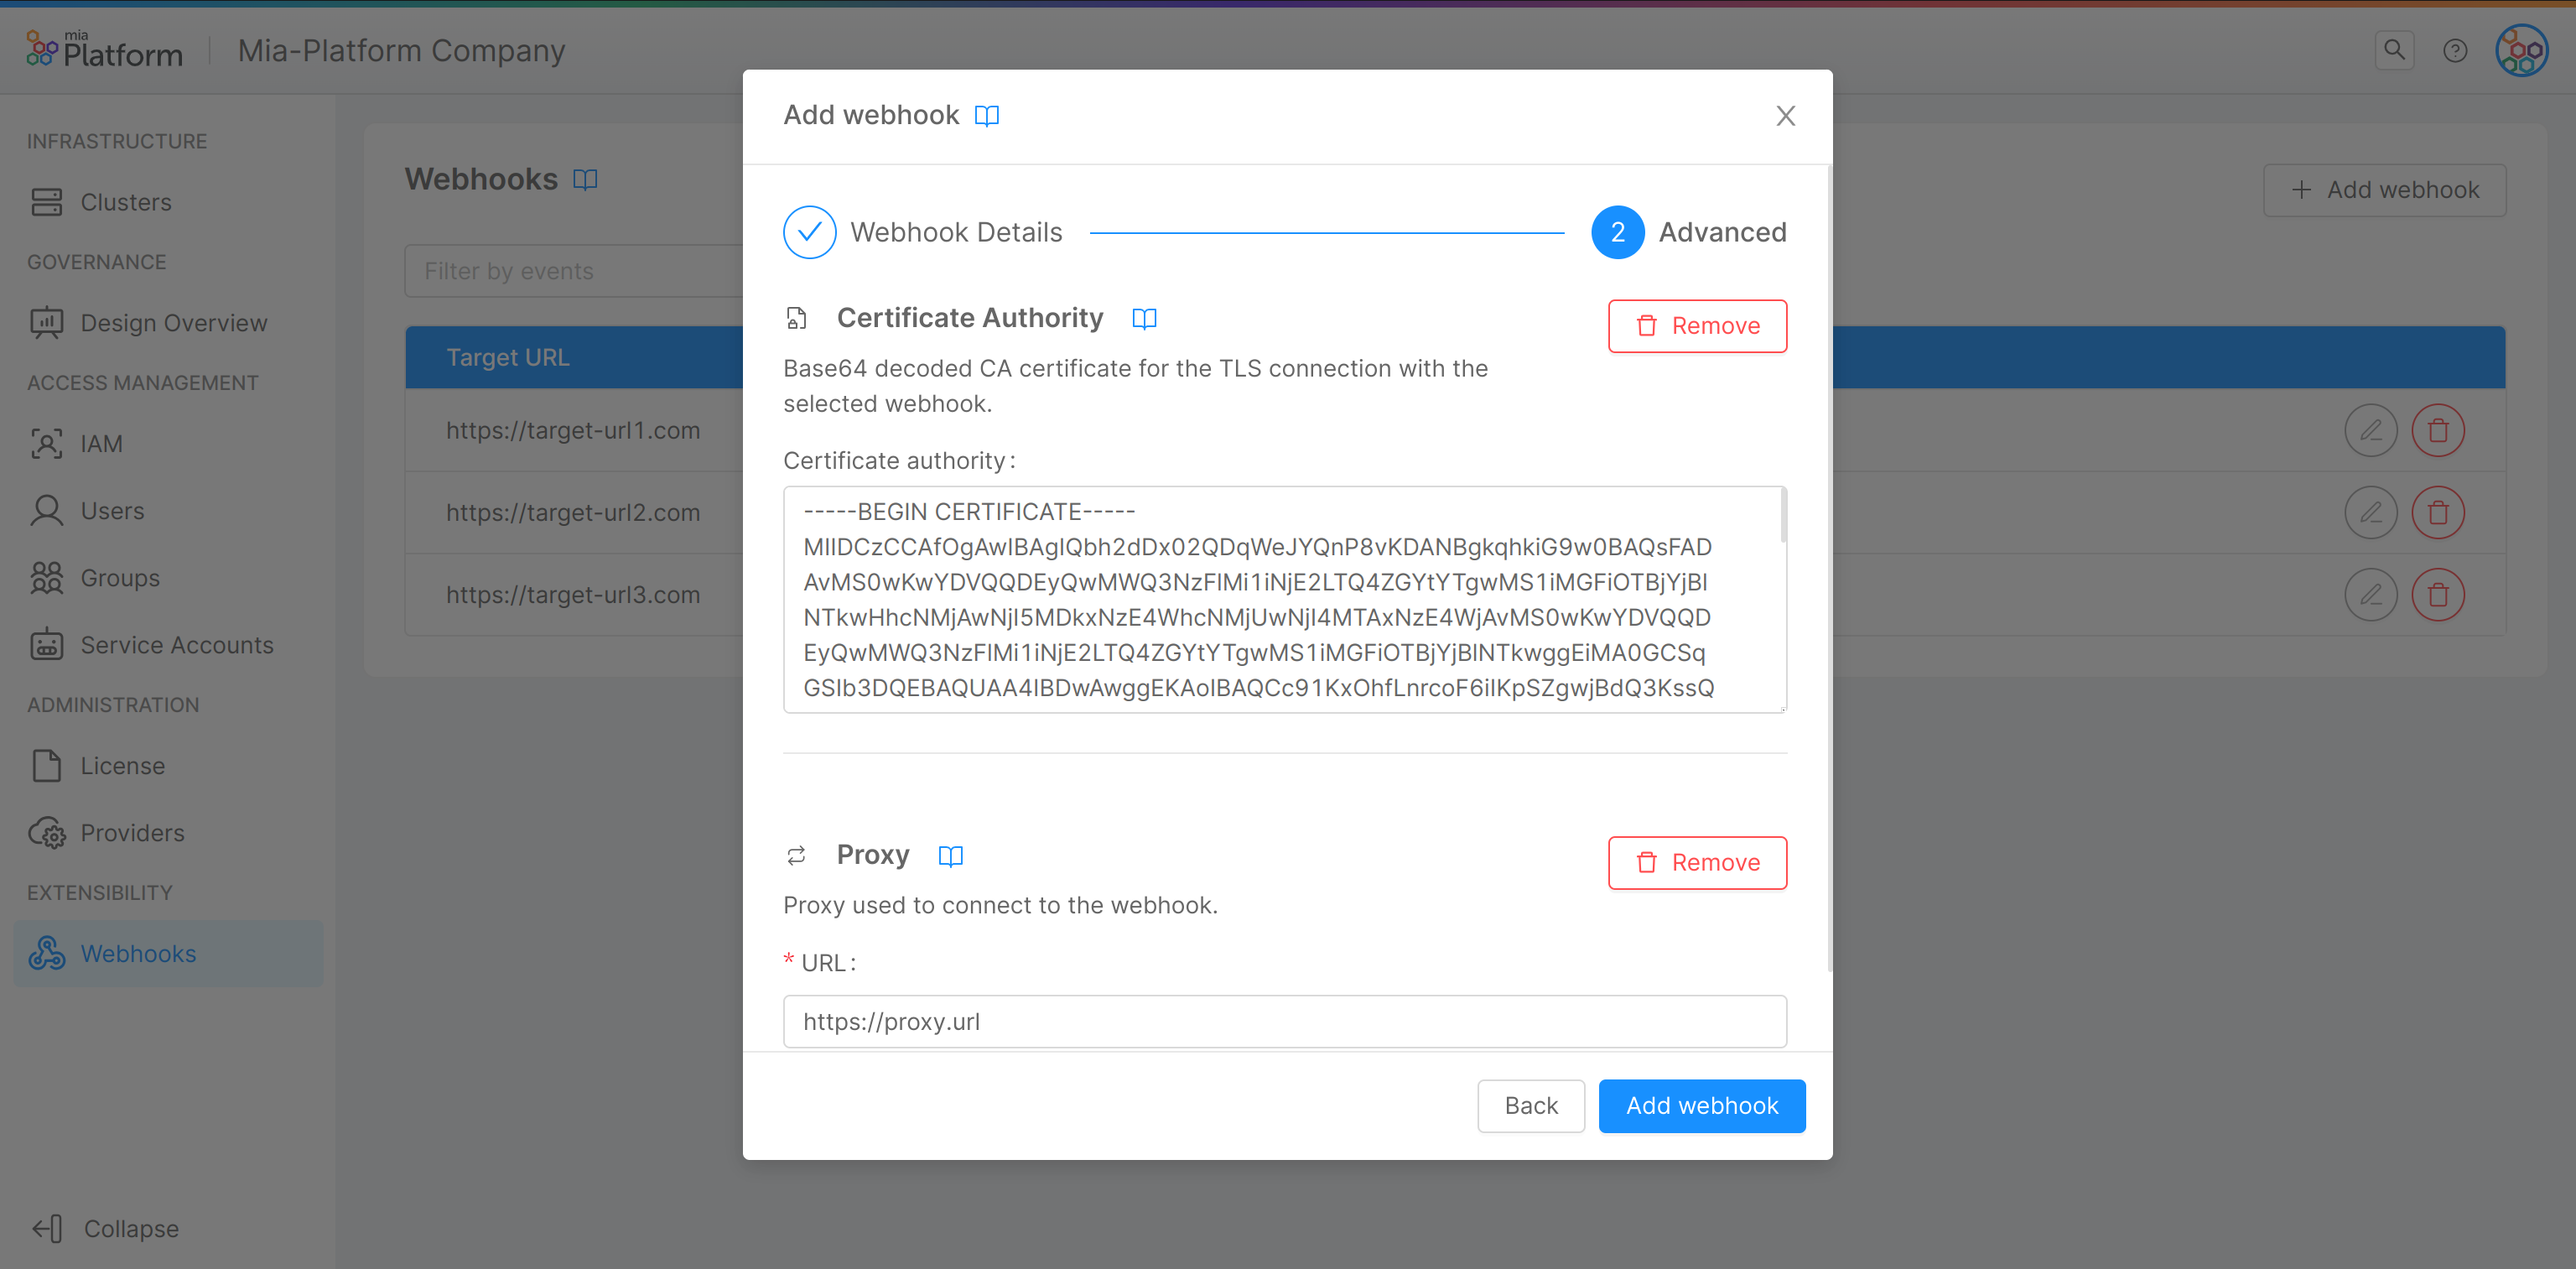 mia
Platform
Mia-Platform Company
INFRASTRUCTURE
Clusters
GOVERNANCE
Design Overview
ACCESS MANAGEMENT
IAM
Users
Groups
Service Accounts
ADMINISTRATION
License
Providers
EXTENSIBILITY
Webhooks
Collapse
Webhooks
Add webhook
Filter by events
Target URL
https://target-url1.com
https://target-url2.com
https://target-url3.com
Add webhook
Webhook Details
2 Advanced
Certificate Authority
Remove
Base64 decoded CA certificate for the TLS connection with the
selected webhook.
Certificate authority:
-----BEGIN CERTIFICATE-----
MIIDCzCCAfOgAwIBAgIQbh2dDx02QDqWeJYQnP8vKDANBgkqhkiG9w0BAQsFAD
AvMS0wKwYDVQQDEyQwMWQ3NzFlMi1iNjE2LTQ4ZGYtYTgwMS1iMGFiOTBjYjBl
NTkwHhcNMjAwNjI5MDkxNzE4WhcNMjUwNjI4MTAxNzE4WjAvMS0wKwYDVQQD
EyQwMWQ3NzFlMi1iNjE2LTQ4ZGYtYTgwMS1iMGFiOTBjYjBlNTkwggEiMA0GCSq
GSIb3DQEBAQUAA4IBDwAwggEKAoIBAQCc91KxOhfLnrcoF6iIKpSZgwjBdQ3KssQ
Proxy
Remove
Proxy used to connect to the webhook.
* URL:
https://proxy.url
Back
Add webhook